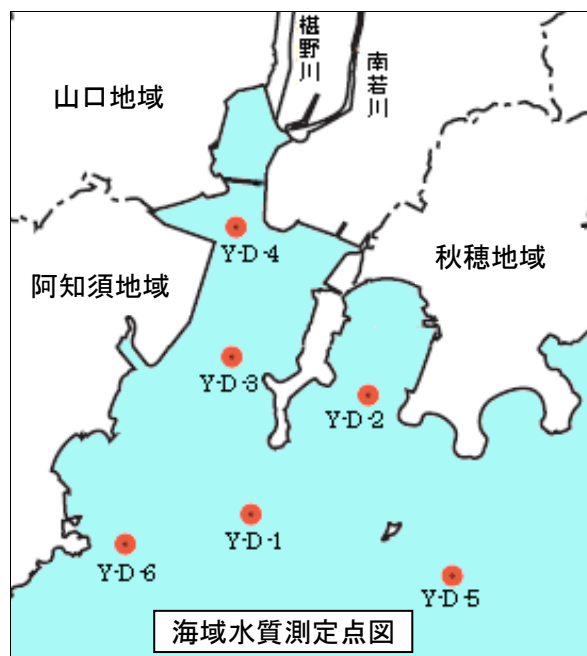 椹野川
南若川
山口地域
Y-D-4
秋穂地域
阿知須地域
Y-D-3
Y-D-2
Y-D-1
Y-D-6
Y-D-5
海域水質測定点図